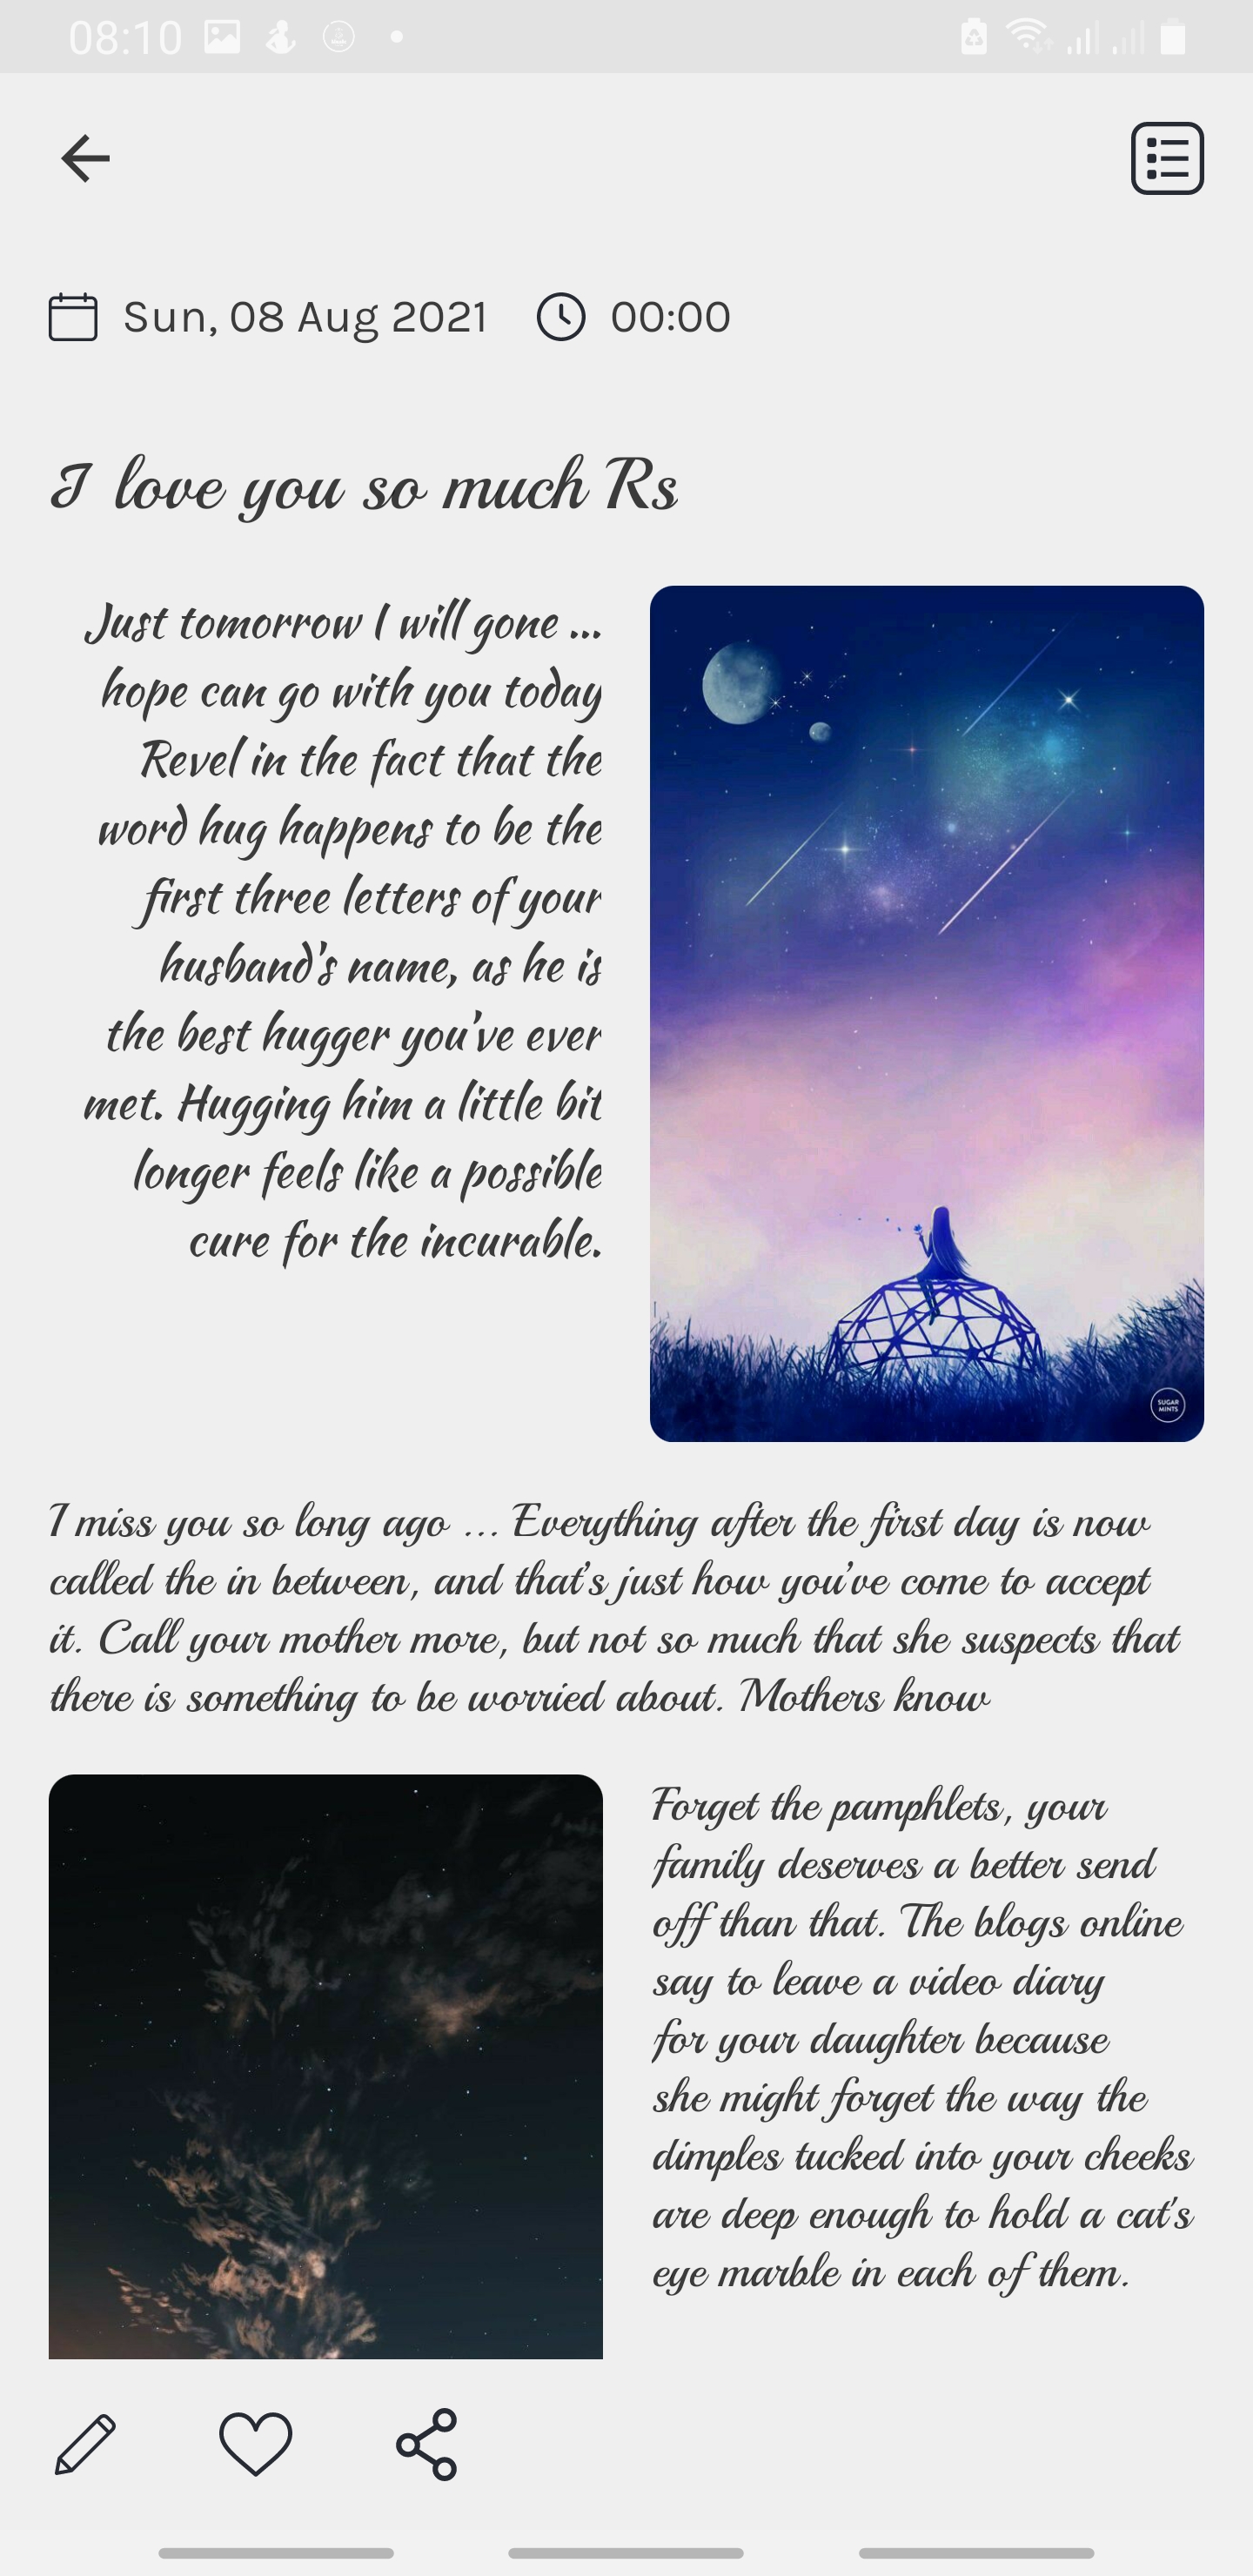 08:10
Sun, 08 Aug 2021 00:00
I love you so much Rs
Just tomorrow I will gone ...
hope can go with you today
Revel in the fact that the
word hug happens to be the
first three letters of your
husband's name, as he is
the best hugger you've ever
met. Hugging him a little bit
longer feels like a possible
cure for the incurable.
SUGAR
MINTS
I miss you so long ago ... Everything after the first day is now
called the in between, and that's just how you've come to accept
it. Call your mother more, but not so much that she suspects that
there is something to be worried about. Mothers know
Forget the pamphlets, your
family deserves a better send
off than that. The blogs online
say to leave a video diary
for your daughter because
she might forget the way the
dimples tucked into your cheeks
are deep enough to hold a cat's
eye marble in each of them.